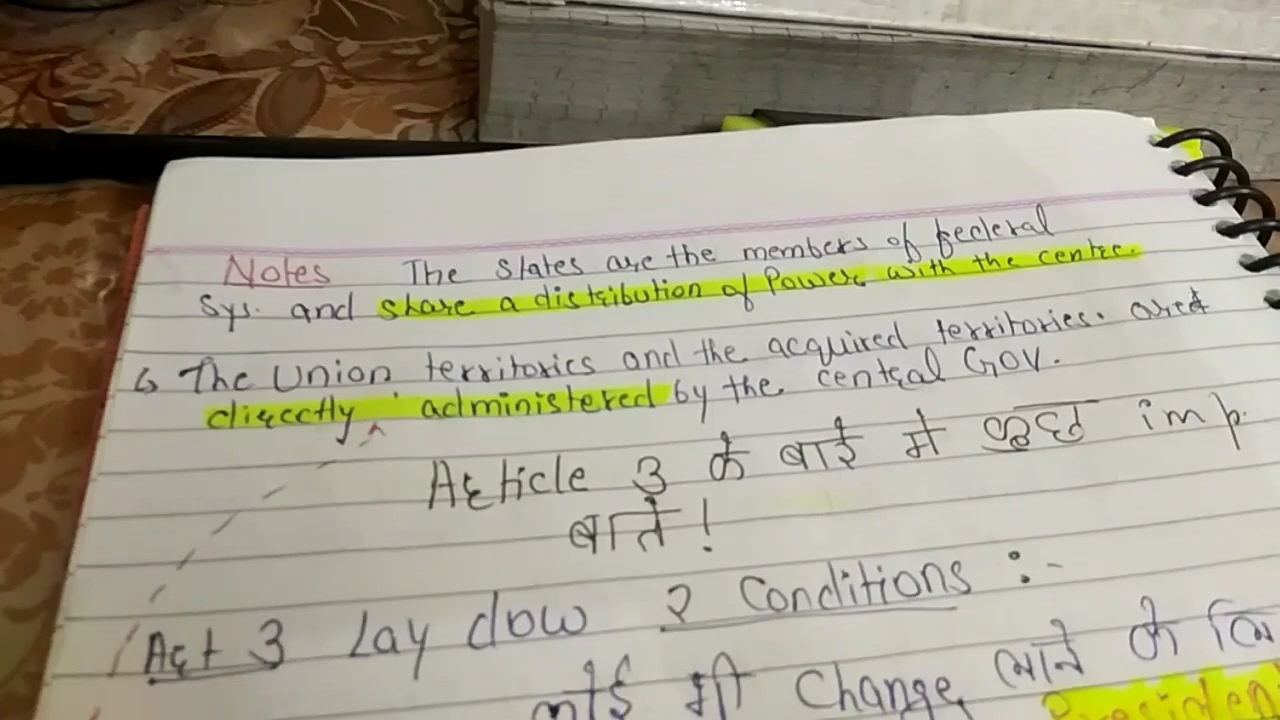 Notes The States are the members of federal
Sys. and share a distribution of Power with the centre.
↳ The Union territories and the acquired territories. are
directly administered by the central Gov.
Article 3 के बारे मे कुछ imp.
बाते !
Art 3 Lay dow 2 Conditions :-
कोई भी Change लाने के लि
President